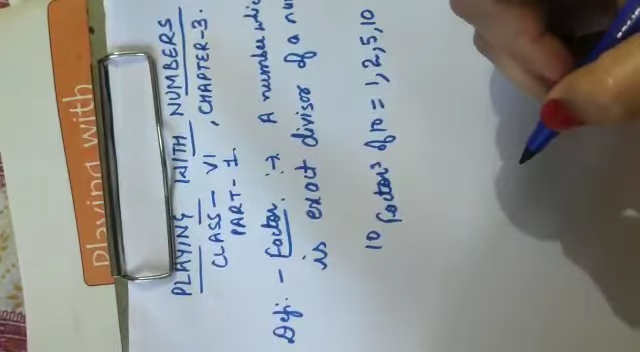 Playing with
PLAYING WITH NUMBERS
CLASS - VI , CHAPTER-3.
PART-1
Def: - Factor :→ A number
is exact divisor of a
10 factors of 10 = 1, 2, 5, 10